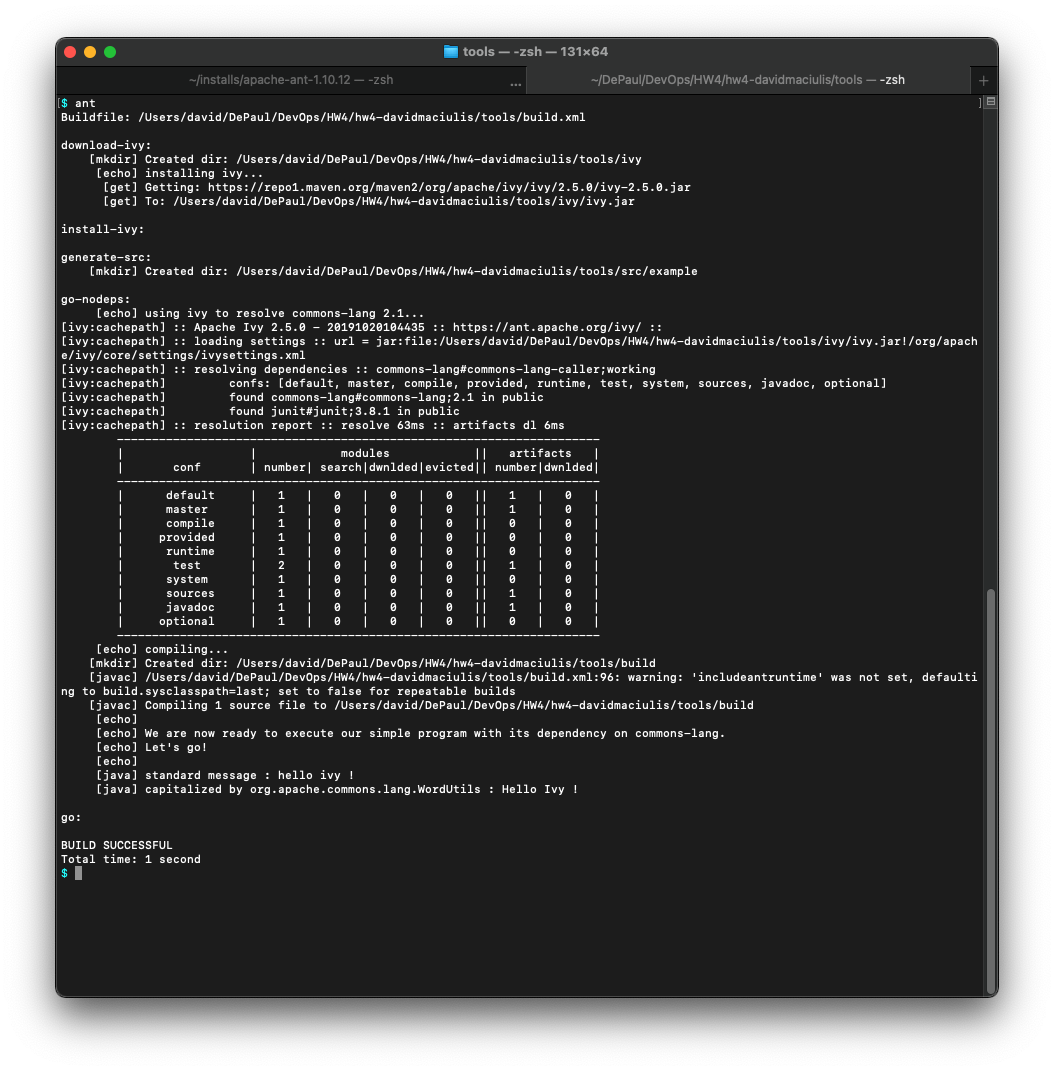 tools — -zsh — 131×64
~/installs/apache-ant-1.10.12 — -zsh ... ~/DePaul/DevOps/HW4/hw4-davidmaciulis/tools — -zsh +
[$ ant ]
Buildfile: /Users/david/DePaul/DevOps/HW4/hw4-davidmaciulis/tools/build.xml

download-ivy:
    [mkdir] Created dir: /Users/david/DePaul/DevOps/HW4/hw4-davidmaciulis/tools/ivy
     [echo] installing ivy...
      [get] Getting: https://repo1.maven.org/maven2/org/apache/ivy/ivy/2.5.0/ivy-2.5.0.jar
      [get] To: /Users/david/DePaul/DevOps/HW4/hw4-davidmaciulis/tools/ivy/ivy.jar

install-ivy:

generate-src:
    [mkdir] Created dir: /Users/david/DePaul/DevOps/HW4/hw4-davidmaciulis/tools/src/example

go-nodeps:
     [echo] using ivy to resolve commons-lang 2.1...
[ivy:cachepath] :: Apache Ivy 2.5.0 - 20191020104435 :: https://ant.apache.org/ivy/ ::
[ivy:cachepath] :: loading settings :: url = jar:file:/Users/david/DePaul/DevOps/HW4/hw4-davidmaciulis/tools/ivy/ivy.jar!/org/apach
e/ivy/core/settings/ivysettings.xml
[ivy:cachepath] :: resolving dependencies :: commons-lang#commons-lang-caller;working
[ivy:cachepath]         confs: [default, master, compile, provided, runtime, test, system, sources, javadoc, optional]
[ivy:cachepath]         found commons-lang#commons-lang;2.1 in public
[ivy:cachepath]         found junit#junit;3.8.1 in public
[ivy:cachepath] :: resolution report :: resolve 63ms :: artifacts dl 6ms
        ---------------------------------------------------------------------
        |                  |            modules            ||   artifacts   |
        |       conf       | number| search|dwnlded|evicted|| number|dwnlded|
        ---------------------------------------------------------------------
        |      default     |   1   |   0   |   0   |   0   ||   1   |   0   |
        |      master      |   1   |   0   |   0   |   0   ||   1   |   0   |
        |      compile     |   1   |   0   |   0   |   0   ||   0   |   0   |
        |     provided     |   1   |   0   |   0   |   0   ||   0   |   0   |
        |      runtime     |   1   |   0   |   0   |   0   ||   0   |   0   |
        |       test       |   2   |   0   |   0   |   0   ||   1   |   0   |
        |      system      |   1   |   0   |   0   |   0   ||   0   |   0   |
        |      sources     |   1   |   0   |   0   |   0   ||   1   |   0   |
        |      javadoc     |   1   |   0   |   0   |   0   ||   1   |   0   |
        |     optional     |   1   |   0   |   0   |   0   ||   0   |   0   |
        ---------------------------------------------------------------------
     [echo] compiling...
    [mkdir] Created dir: /Users/david/DePaul/DevOps/HW4/hw4-davidmaciulis/tools/build
    [javac] /Users/david/DePaul/DevOps/HW4/hw4-davidmaciulis/tools/build.xml:96: warning: 'includeantruntime' was not set, defaulti
ng to build.sysclasspath=last; set to false for repeatable builds
    [javac] Compiling 1 source file to /Users/david/DePaul/DevOps/HW4/hw4-davidmaciulis/tools/build
     [echo]
     [echo] We are now ready to execute our simple program with its dependency on commons-lang.
     [echo] Let's go!
     [echo]
     [java] standard message : hello ivy !
     [java] capitalized by org.apache.commons.lang.WordUtils : Hello Ivy !

go:

BUILD SUCCESSFUL
Total time: 1 second
$